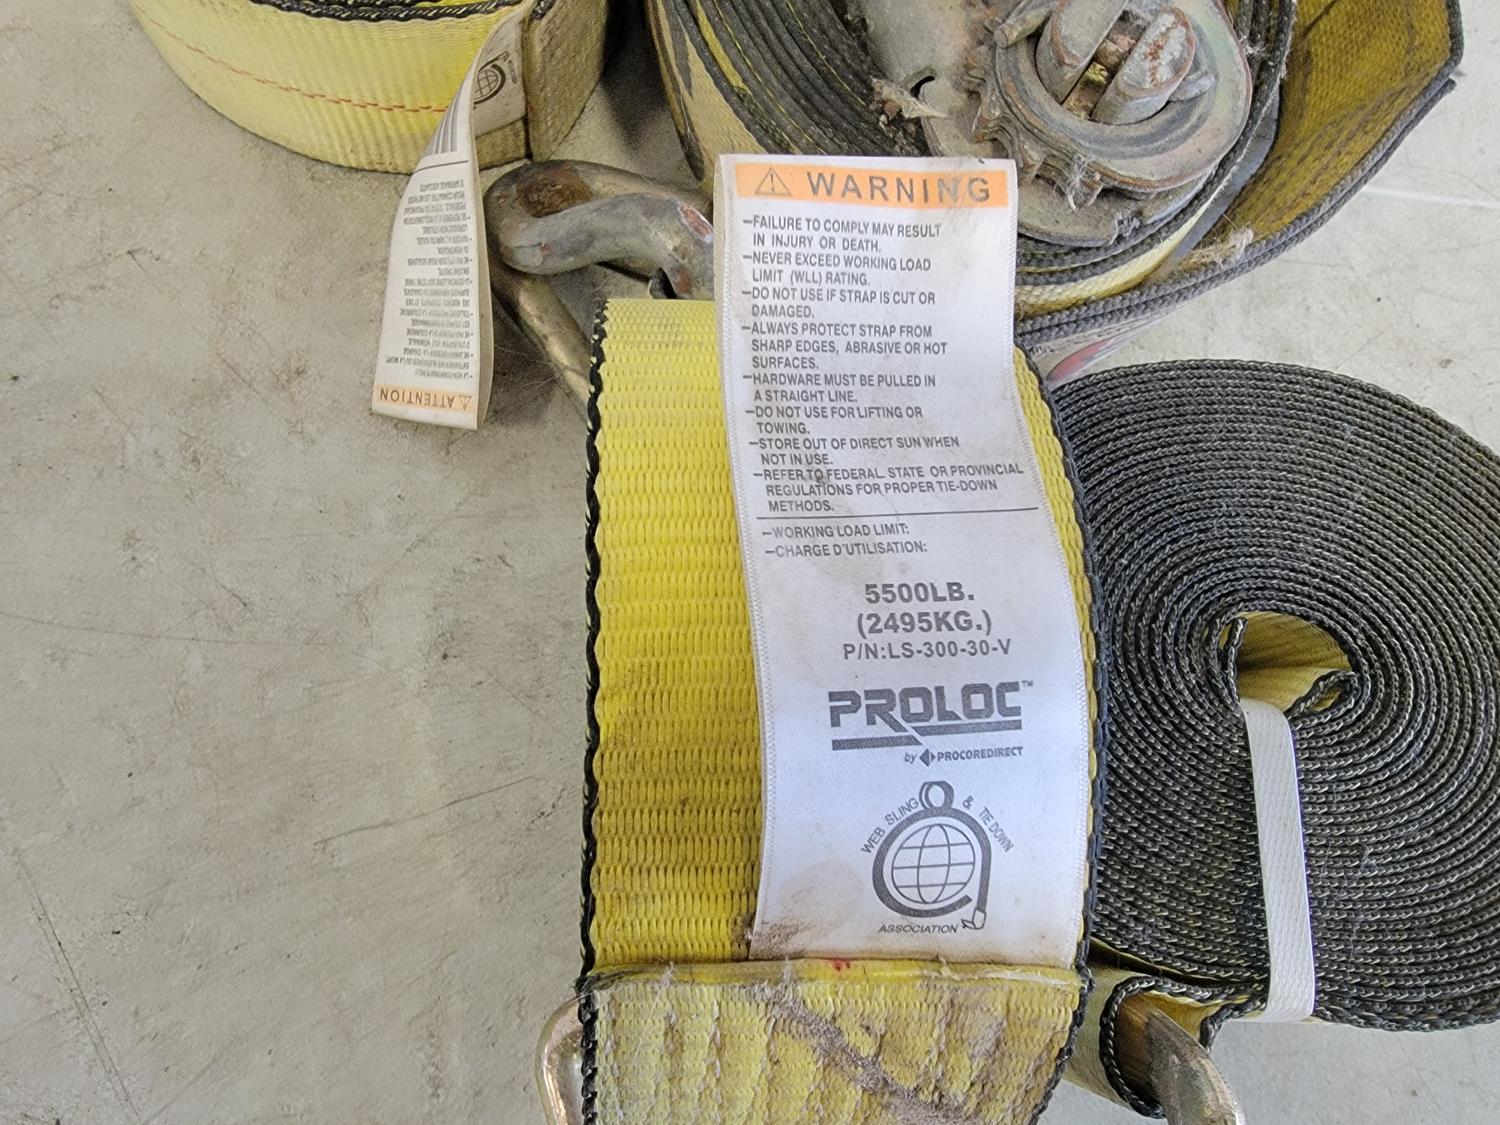 WARNING
–FAILURE TO COMPLY MAY RESULT
IN INJURY OR DEATH.
–NEVER EXCEED WORKING LOAD
LIMIT (WLL) RATING.
–DO NOT USE IF STRAP IS CUT OR
DAMAGED.
–ALWAYS PROTECT STRAP FROM
SHARP EDGES, ABRASIVE OR HOT
SURFACES.
–HARDWARE MUST BE PULLED IN
A STRAIGHT LINE.
–DO NOT USE FOR LIFTING OR
TOWING.
–STORE OUT OF DIRECT SUN WHEN
NOT IN USE.
–REFER TO FEDERAL. STATE OR PROVINCIAL
REGULATIONS FOR PROPER TIE-DOWN
METHODS.
–WORKING LOAD LIMIT:
–CHARGE D'UTILISATION:
5500LB.
(2495KG.)
P/N:LS-300-30-V
PROLOC™
by PROCOREDIRECT
WEB SLING & TIE DOWN
ASSOCIATION
ATTENTION